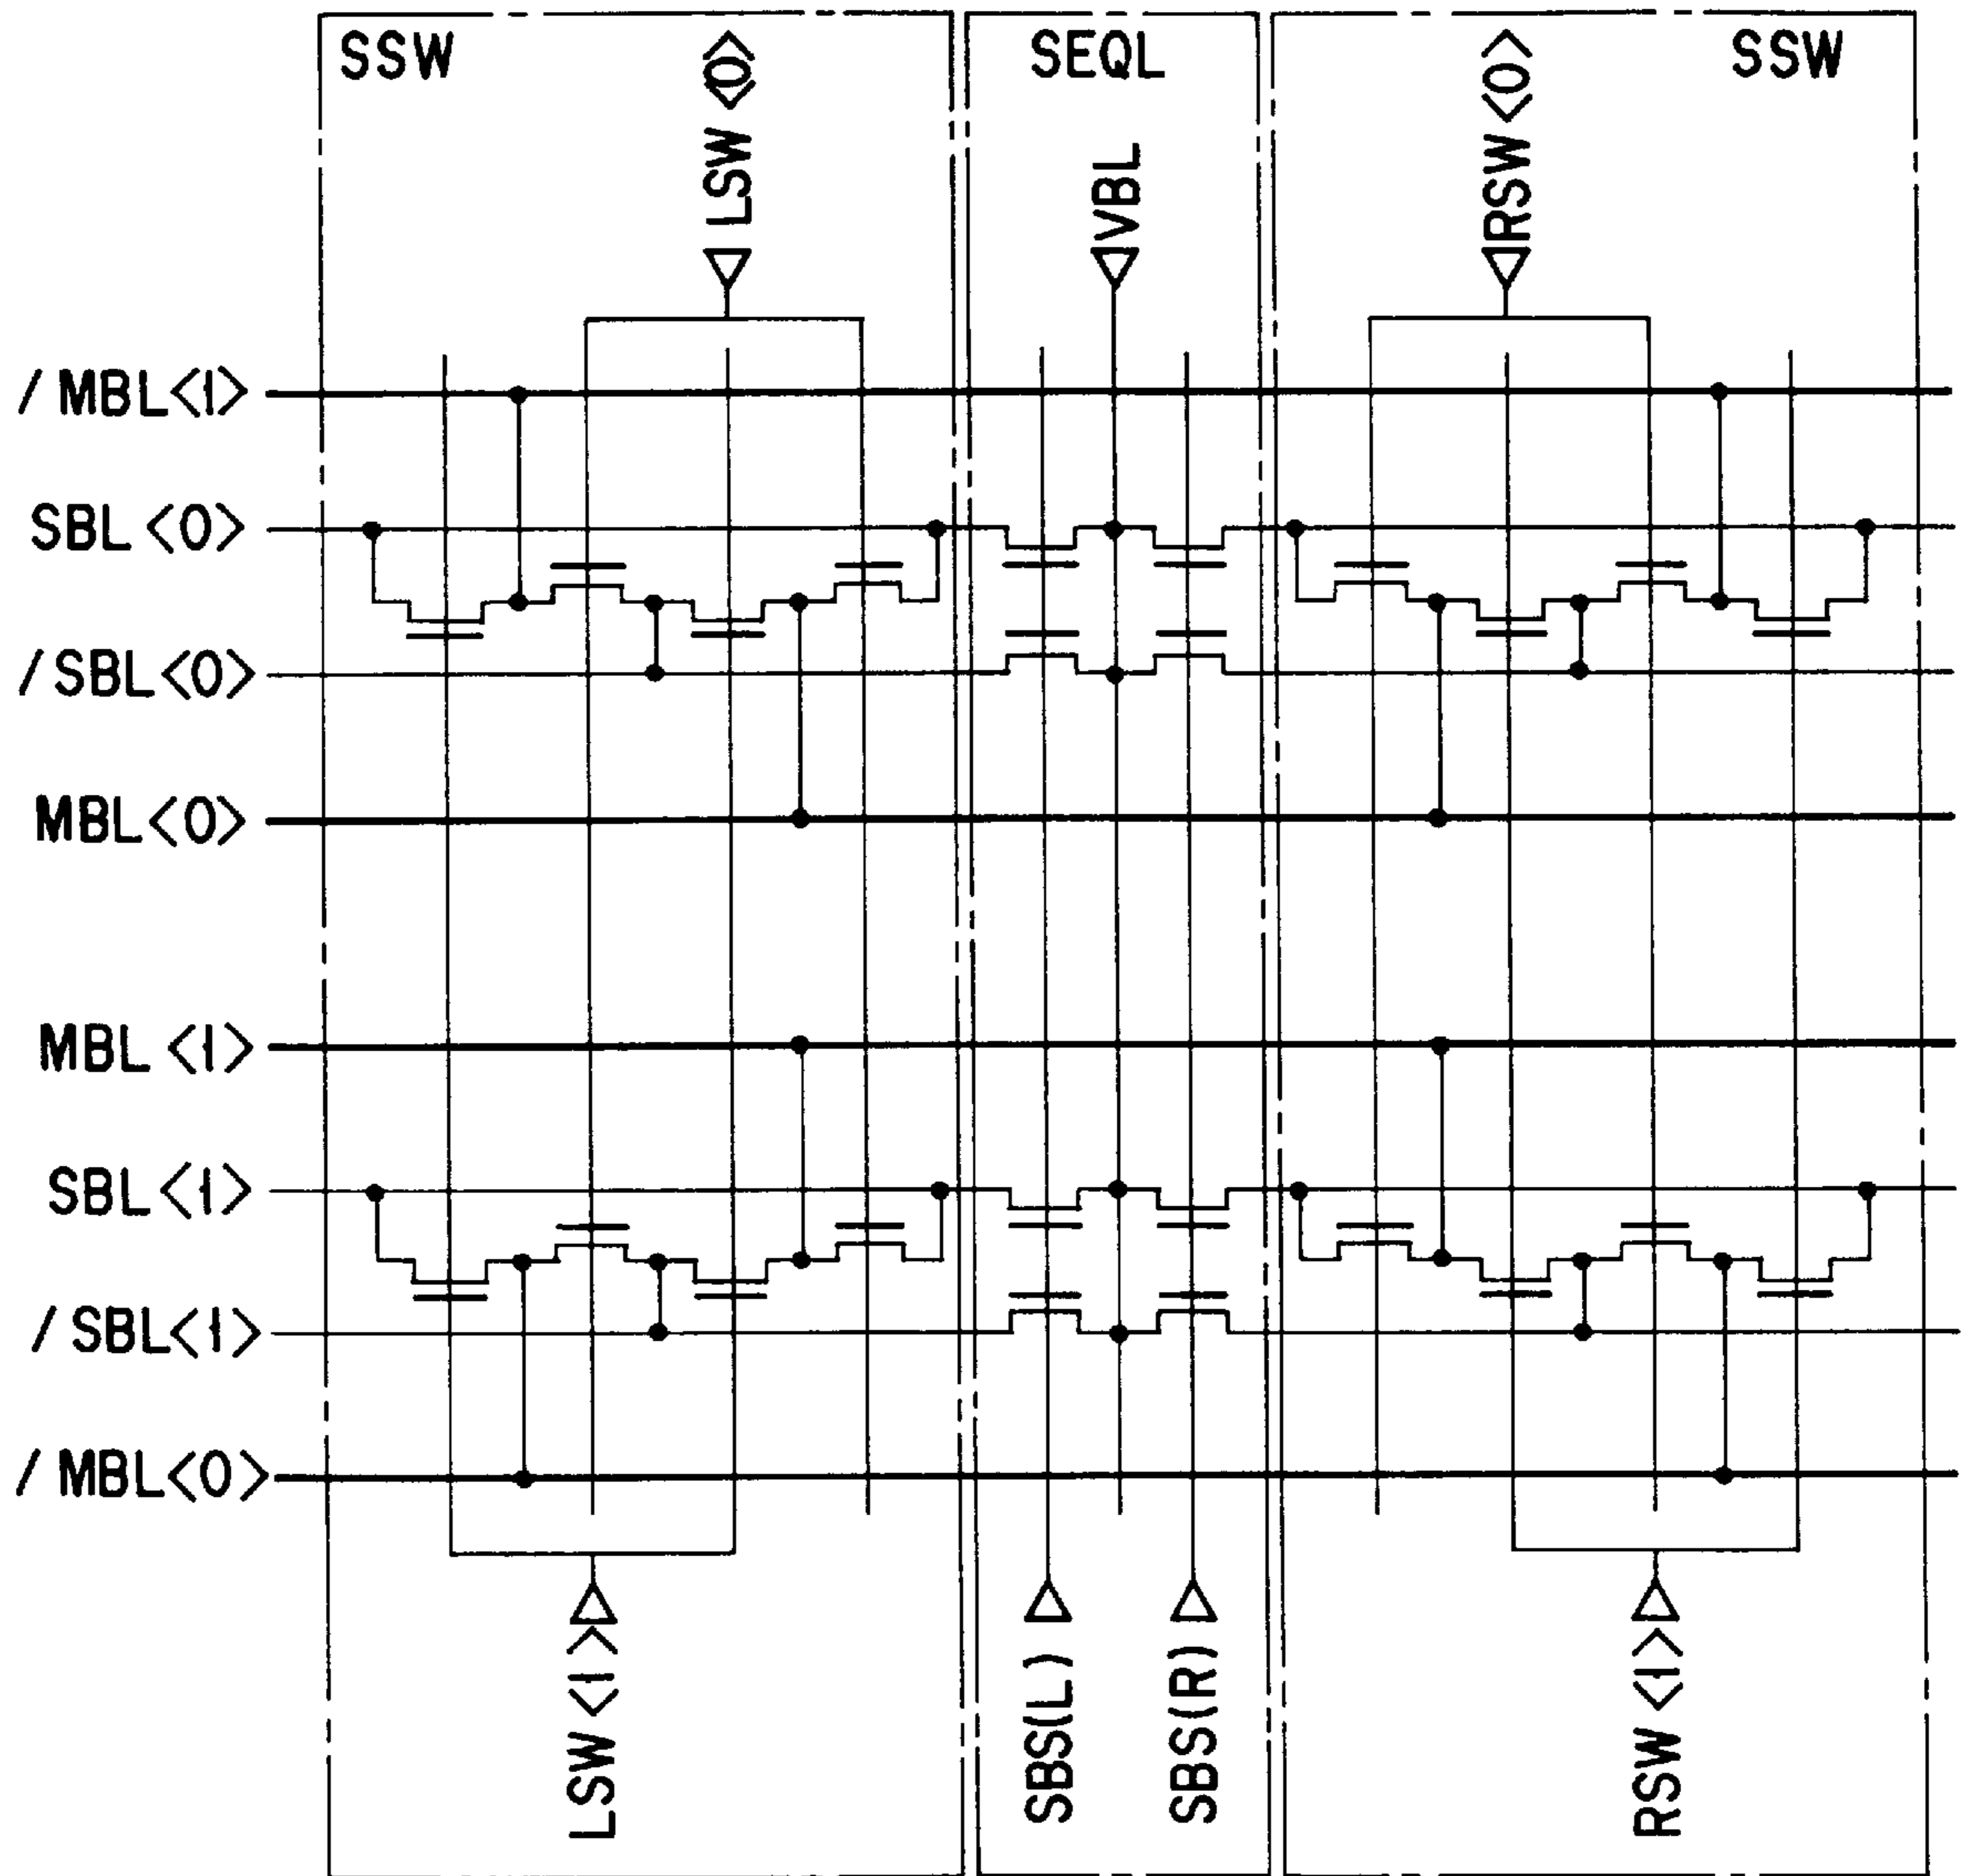 SSW
LSW <0>
SEQL
VBL
RSW <0>
SSW
/MBL<1>
SBL<0>
/SBL<0>
MBL<0>
MBL<1>
SBL<1>
/SBL<1>
/MBL<0>
LSW <1>
SBS(L)
SBS(R)
RSW <1>